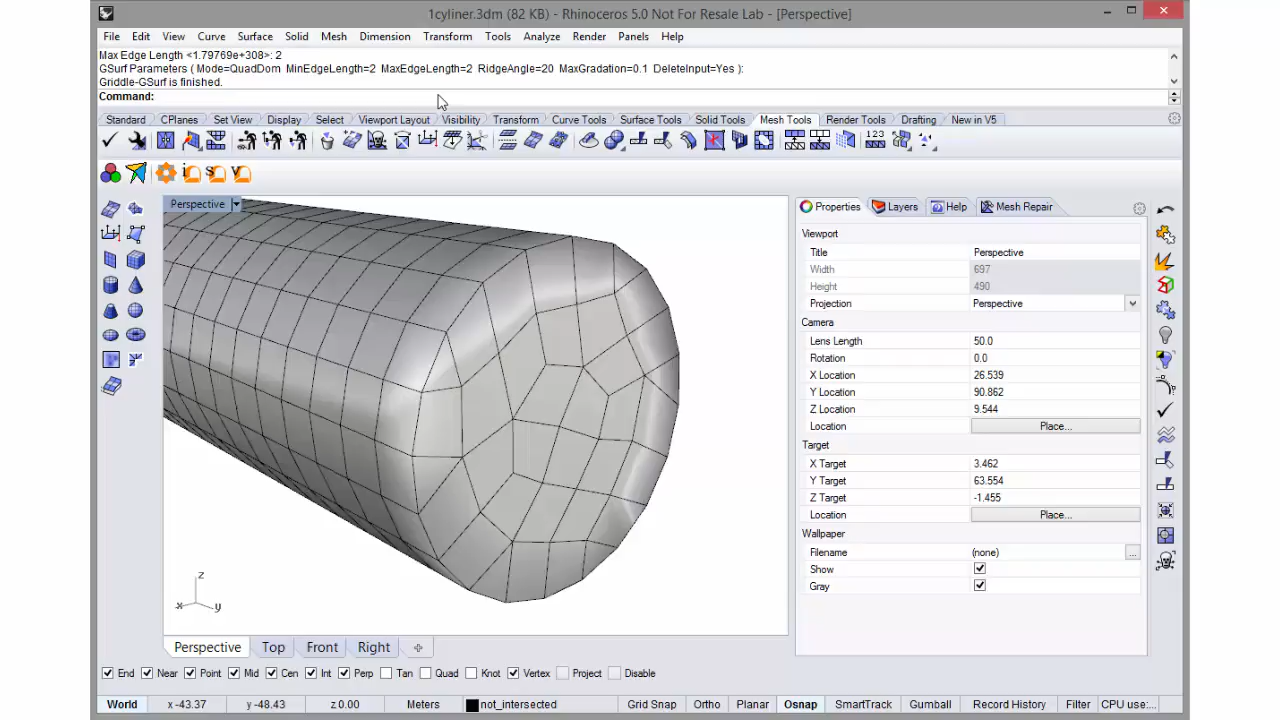 1cyliner.3dm (82 KB) - Rhinoceros 5.0 Not For Resale Lab - [Perspective]
File Edit View Curve Surface Solid Mesh Dimension Transform Tools Analyze Render Panels Help
Max Edge Length <1.79769e+308>: 2
GSurf Parameters ( Mode=QuadDom MinEdgeLength=2 MaxEdgeLength=2 RidgeAngle=20 MaxGradation=0.1 DeleteInput=Yes ):
Griddle-GSurf is finished.
Command:
Standard CPlanes Set View Display Select Viewport Layout Visibility Transform Curve Tools Surface Tools Solid Tools Mesh Tools Render Tools Drafting New in V5
123
i s v
Perspective
Properties Layers Help Mesh Repair
Viewport
Title Perspective
Width 697
Height 490
Projection Perspective
Camera
Lens Length 50.0
Rotation 0.0
X Location 26.539
Y Location 90.862
Z Location 9.544
Location Place...
Target
X Target 3.462
Y Target 63.554
Z Target -1.455
Location Place...
Wallpaper
Filename (none) ...
Show
Gray
z
x y
Perspective Top Front Right
End Near Point Mid Cen Int Perp Tan Quad Knot Vertex Project Disable
World x -43.37 y -48.43 z 0.00 Meters not_intersected Grid Snap Ortho Planar Osnap SmartTrack Gumball Record History Filter CPU use:...